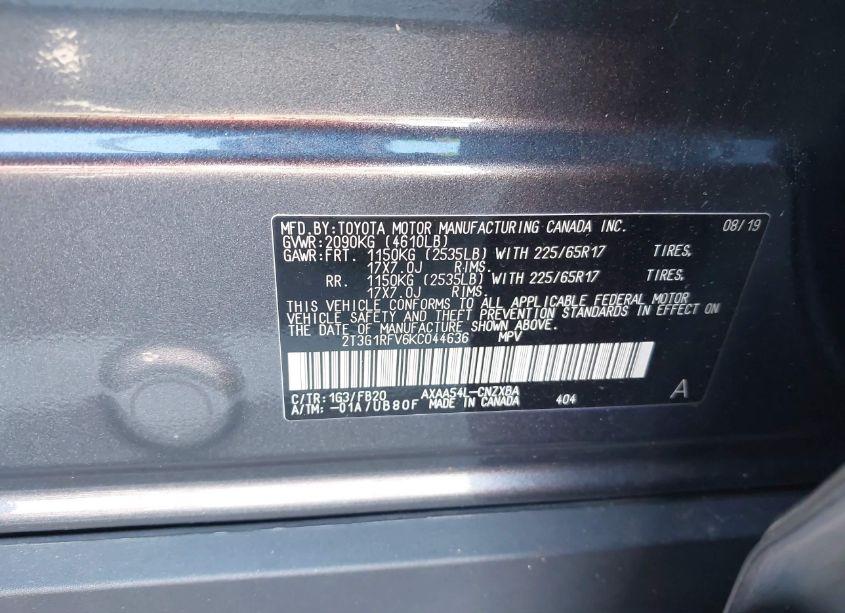 MFD.BY:TOYOTA MOTOR MANUFACTURING CANADA INC. 08/19
GVWR:2090KG (4610LB)
GAWR:FRT. 1150KG (2535LB) WITH 225/65R17 TIRES,
17X7.0J RIMS.
RR. 1150KG (2535LB) WITH 225/65R17 TIRES,
17X7.0J RIMS.
THIS VEHICLE CONFORMS TO ALL APPLICABLE FEDERAL MOTOR
VEHICLE SAFETY AND THEFT PREVENTION STANDARDS IN EFFECT ON
THE DATE OF MANUFACTURE SHOWN ABOVE.
2T3G1RFV6KC044636 MPV
C/TR:1G3/FB20 AXAA54L-CNZXBA A
A/TM:-01A/UB80F MADE IN CANADA 404